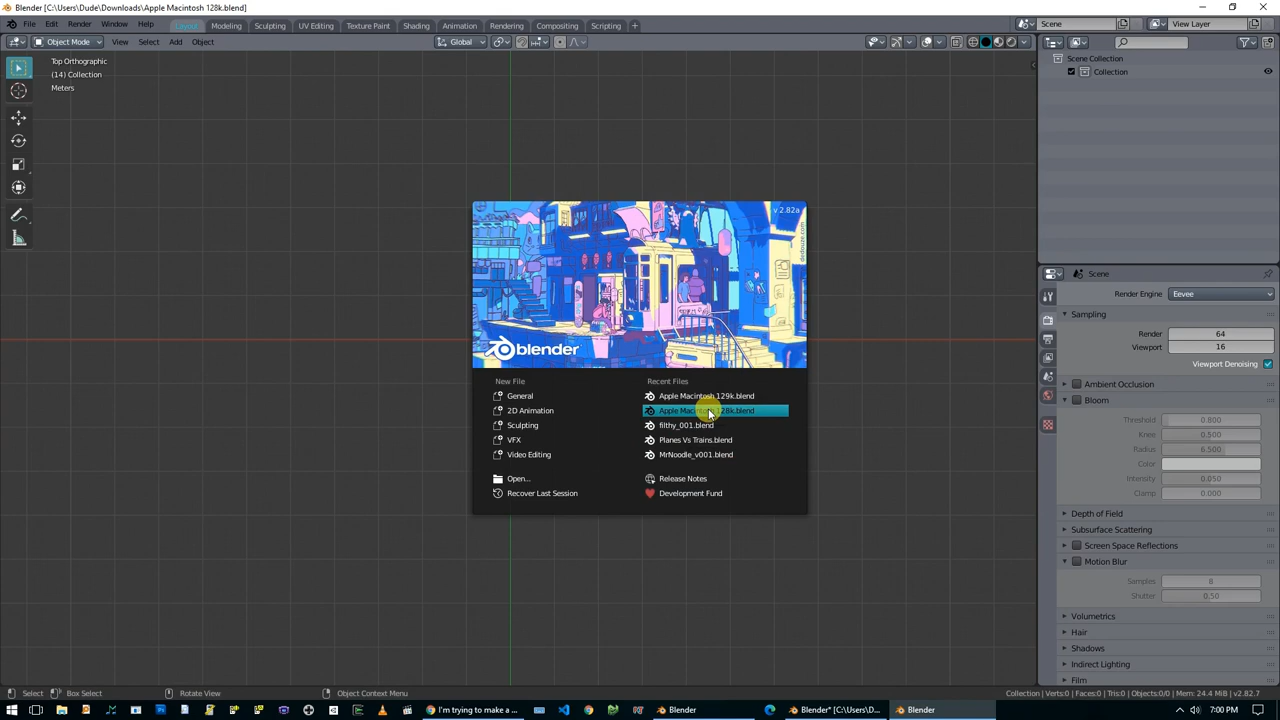 Blender [C:\Users\Dude\Downloads\Apple Macintosh 128k.blend]
File Edit Render Window Help Layout Modeling Sculpting UV Editing Texture Paint Shading Animation Rendering Compositing Scripting + Scene View Layer
Object Mode View Select Add Object Global
Top Orthographic
(14) Collection
Meters
Scene Collection
Collection
v 2.82a
dedouze.com
blender
New File
General
2D Animation
Sculpting
VFX
Video Editing
Open...
Recover Last Session
Recent Files
Apple Macintosh 129k.blend
Apple Macintosh 128k.blend
filthy_001.blend
Planes Vs Trains.blend
MrNoodle_v001.blend
Release Notes
Development Fund
Scene
Render Engine Eevee
Sampling
Render 64
Viewport 16
Viewport Denoising
Ambient Occlusion
Bloom
Threshold 0.800
Knee 0.500
Radius 6.500
Color
Intensity 0.050
Clamp 0.000
Depth of Field
Subsurface Scattering
Screen Space Reflections
Motion Blur
Samples 8
Shutter 0.50
Volumetrics
Hair
Shadows
Indirect Lighting
Film
Select Box Select Rotate View Object Context Menu Collection | Verts:0 | Faces:0 | Tris:0 | Objects:0/0 | Mem: 24.4 MiB | v2.82.7
I'm trying to make a ... Blender Blender* [C:\Users\D... Blender 7:00 PM